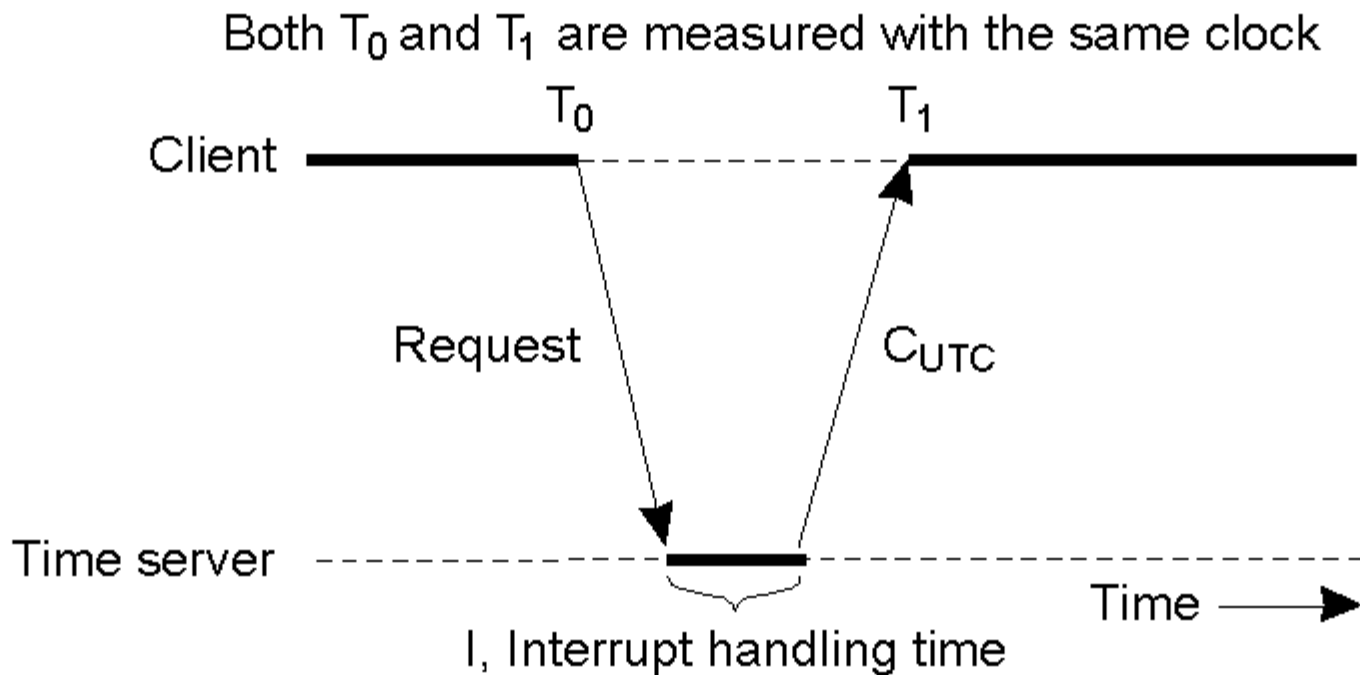 Both T₀ and T₁ are measured with the same clock
T₀
T₁
Client
Request
C_UTC
Time server
Time
I, Interrupt handling time